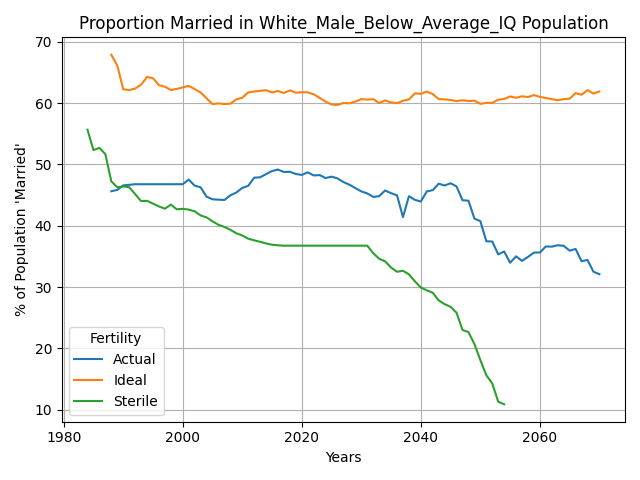 Proportion Married in White_Male_Below_Average_IQ Population
% of Population 'Married'
70
60
50
40
30
20
10
Fertility
Actual
Ideal
Sterile
1980
2000
2020
2040
2060
Years